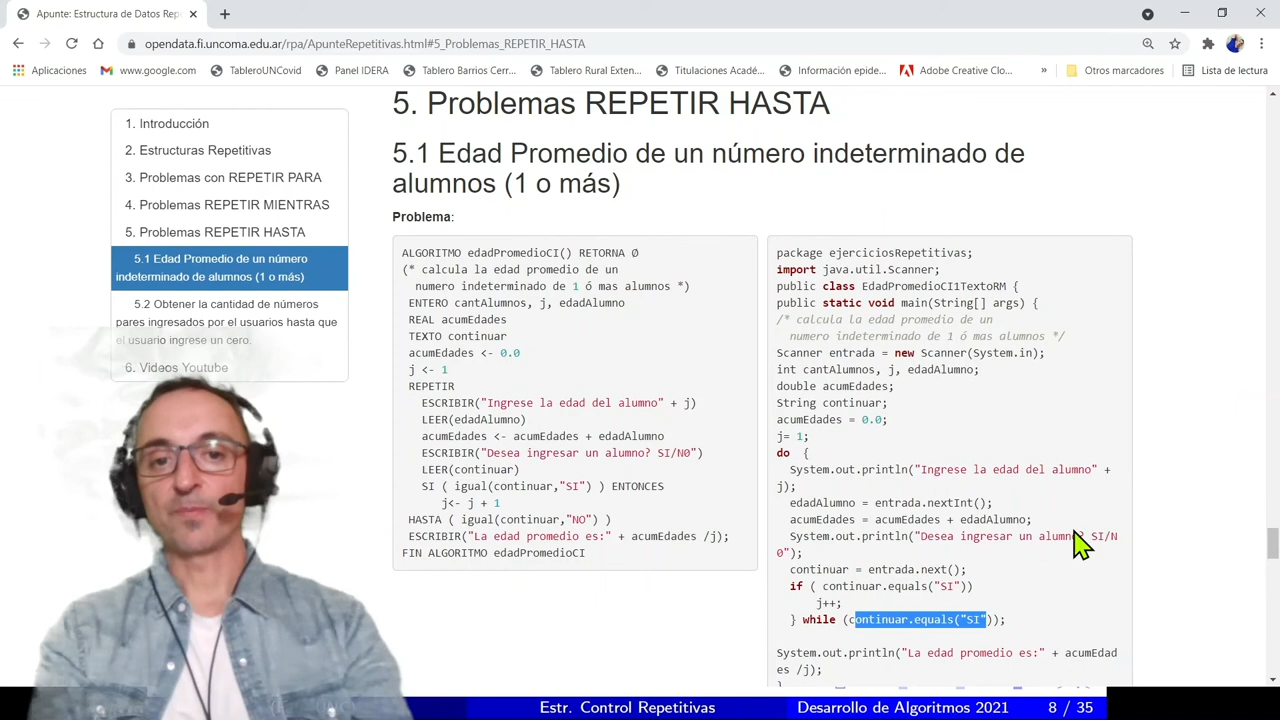 Apunte: Estructura de Datos Rep
opendata.fi.uncoma.edu.ar/rpa/ApunteRepetitivas.html#5_Problemas_REPETIR_HASTA
Aplicaciones www.google.com TableroUNCovid Panel IDERA Tablero Barrios Cerr... Tablero Rural Exten... Titulaciones Acadé... Información epide... Adobe Creative Clo... » Otros marcadores Lista de lectura
1. Introducción
2. Estructuras Repetitivas
3. Problemas con REPETIR PARA
4. Problemas REPETIR MIENTRAS
5. Problemas REPETIR HASTA
5.1 Edad Promedio de un número
indeterminado de alumnos (1 o más)
5.2 Obtener la cantidad de números
pares ingresados por el usuarios hasta que
el usuario ingrese un cero.
6. Videos Youtube
5. Problemas REPETIR HASTA
5.1 Edad Promedio de un número indeterminado de
alumnos (1 o más)
Problema:
ALGORITMO edadPromedioCI() RETORNA Ø
(* calcula la edad promedio de un
numero indeterminado de 1 ó mas alumnos *)
ENTERO cantAlumnos, j, edadAlumno
REAL acumEdades
TEXTO continuar
acumEdades <- 0.0
j <- 1
REPETIR
ESCRIBIR("Ingrese la edad del alumno" + j)
LEER(edadAlumno)
acumEdades <- acumEdades + edadAlumno
ESCRIBIR("Desea ingresar un alumno? SI/N0")
LEER(continuar)
SI ( igual(continuar,"SI") ) ENTONCES
j<- j + 1
HASTA ( igual(continuar,"NO") )
ESCRIBIR("La edad promedio es:" + acumEdades /j);
FIN ALGORITMO edadPromedioCI
package ejerciciosRepetitivas;
import java.util.Scanner;
public class EdadPromedioCI1TextoRM {
public static void main(String[] args) {
/* calcula la edad promedio de un
numero indeterminado de 1 ó mas alumnos */
Scanner entrada = new Scanner(System.in);
int cantAlumnos, j, edadAlumno;
double acumEdades;
String continuar;
acumEdades = 0.0;
j= 1;
do {
System.out.println("Ingrese la edad del alumno" +
j);
edadAlumno = entrada.nextInt();
acumEdades = acumEdades + edadAlumno;
System.out.println("Desea ingresar un alumno? SI/N
0");
continuar = entrada.next();
if ( continuar.equals("SI"))
j++;
} while (continuar.equals("SI"));
System.out.println("La edad promedio es:" + acumEdad
es /j);
}
Estr. Control Repetitivas Desarrollo de Algoritmos 2021 8 / 35